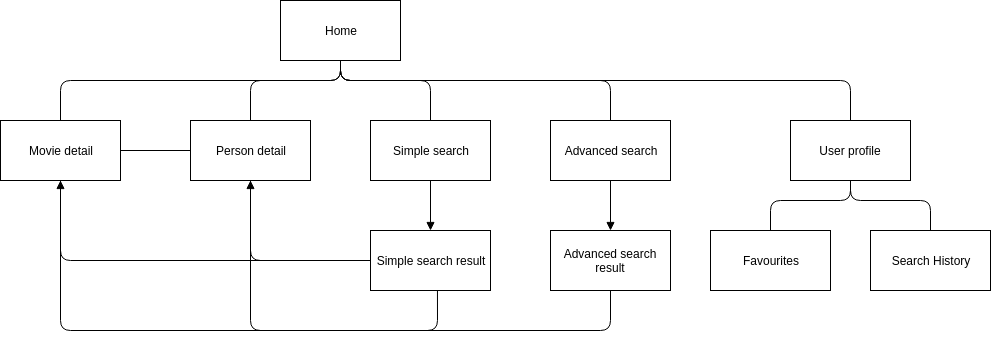 Home
Movie detail
Person detail
Simple search
Advanced search
User profile
Simple search result
Advanced search
result
Favourites
Search History